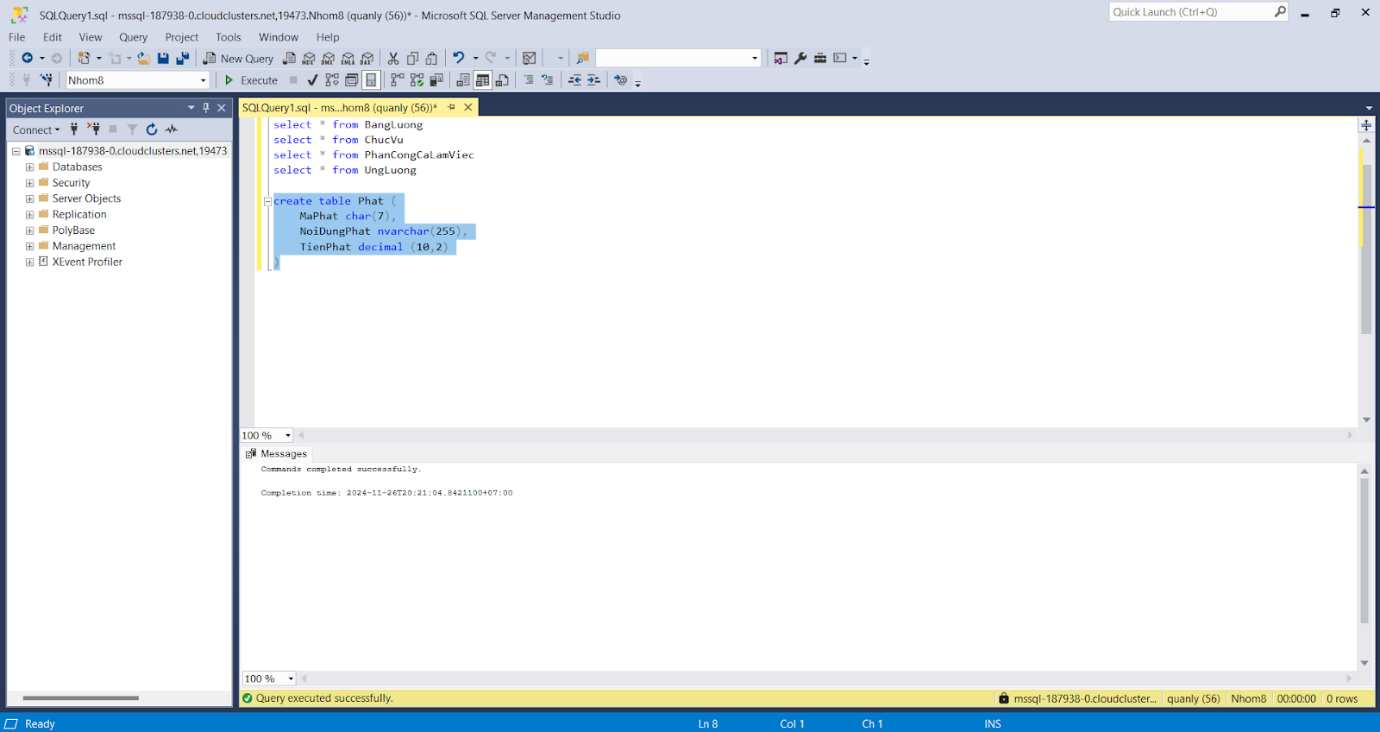 SQLQuery1.sql - mssql-187938-0.cloudclusters.net,19473.Nhom8 (quanly (56))* - Microsoft SQL Server Management Studio
Quick Launch (Ctrl+Q)
File Edit View Query Project Tools Window Help
New Query
Nhom8
Execute
Object Explorer
Connect
mssql-187938-0.cloudclusters.net,19473
Databases
Security
Server Objects
Replication
PolyBase
Management
XEvent Profiler
SQLQuery1.sql - ms...hom8 (quanly (56))*
select * from BangLuong
select * from ChucVu
select * from PhanCongCaLamViec
select * from UngLuong
create table Phat (
MaPhat char(7),
NoiDungPhat nvarchar(255),
TienPhat decimal (10,2)
)
100 %
Messages
Commands completed successfully.
Completion time: 2024-11-26T20:21:04.8421100+07:00
100 %
Query executed successfully.
mssql-187938-0.cloudcluster... quanly (56) Nhom8 00:00:00 0 rows
Ready
Ln 8 Col 1 Ch 1 INS